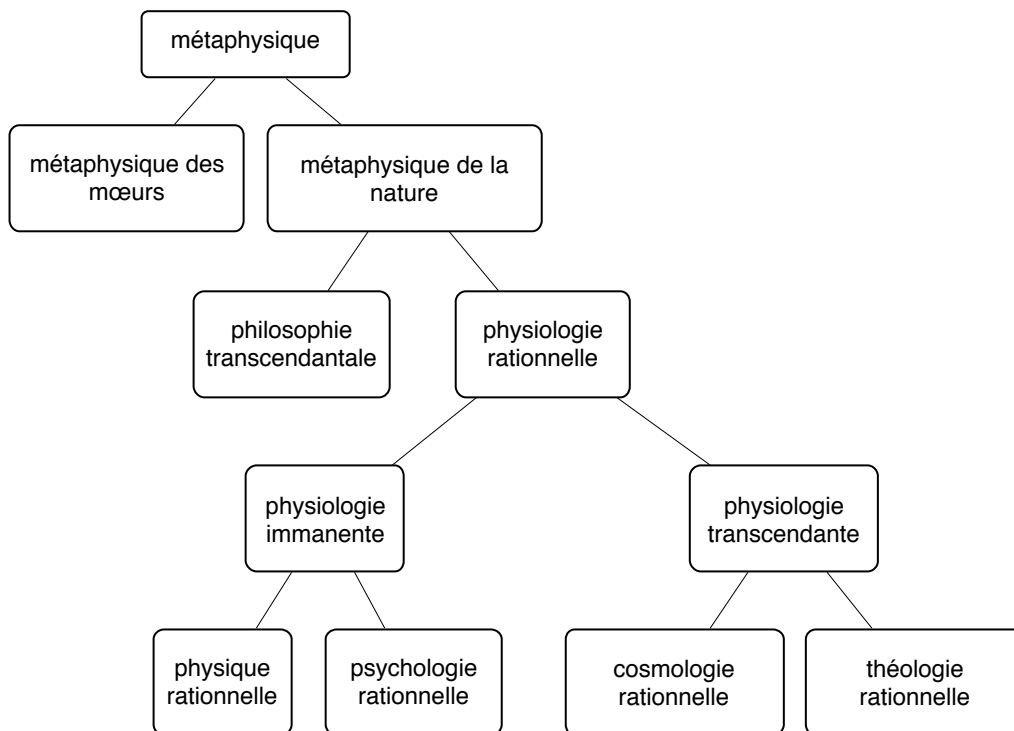 métaphysique
métaphysique des
mœurs
métaphysique de la
nature
philosophie
transcendantale
physiologie
rationnelle
physiologie
immanente
physiologie
transcendante
physique
rationnelle
psychologie
rationnelle
cosmologie
rationnelle
théologie
rationnelle